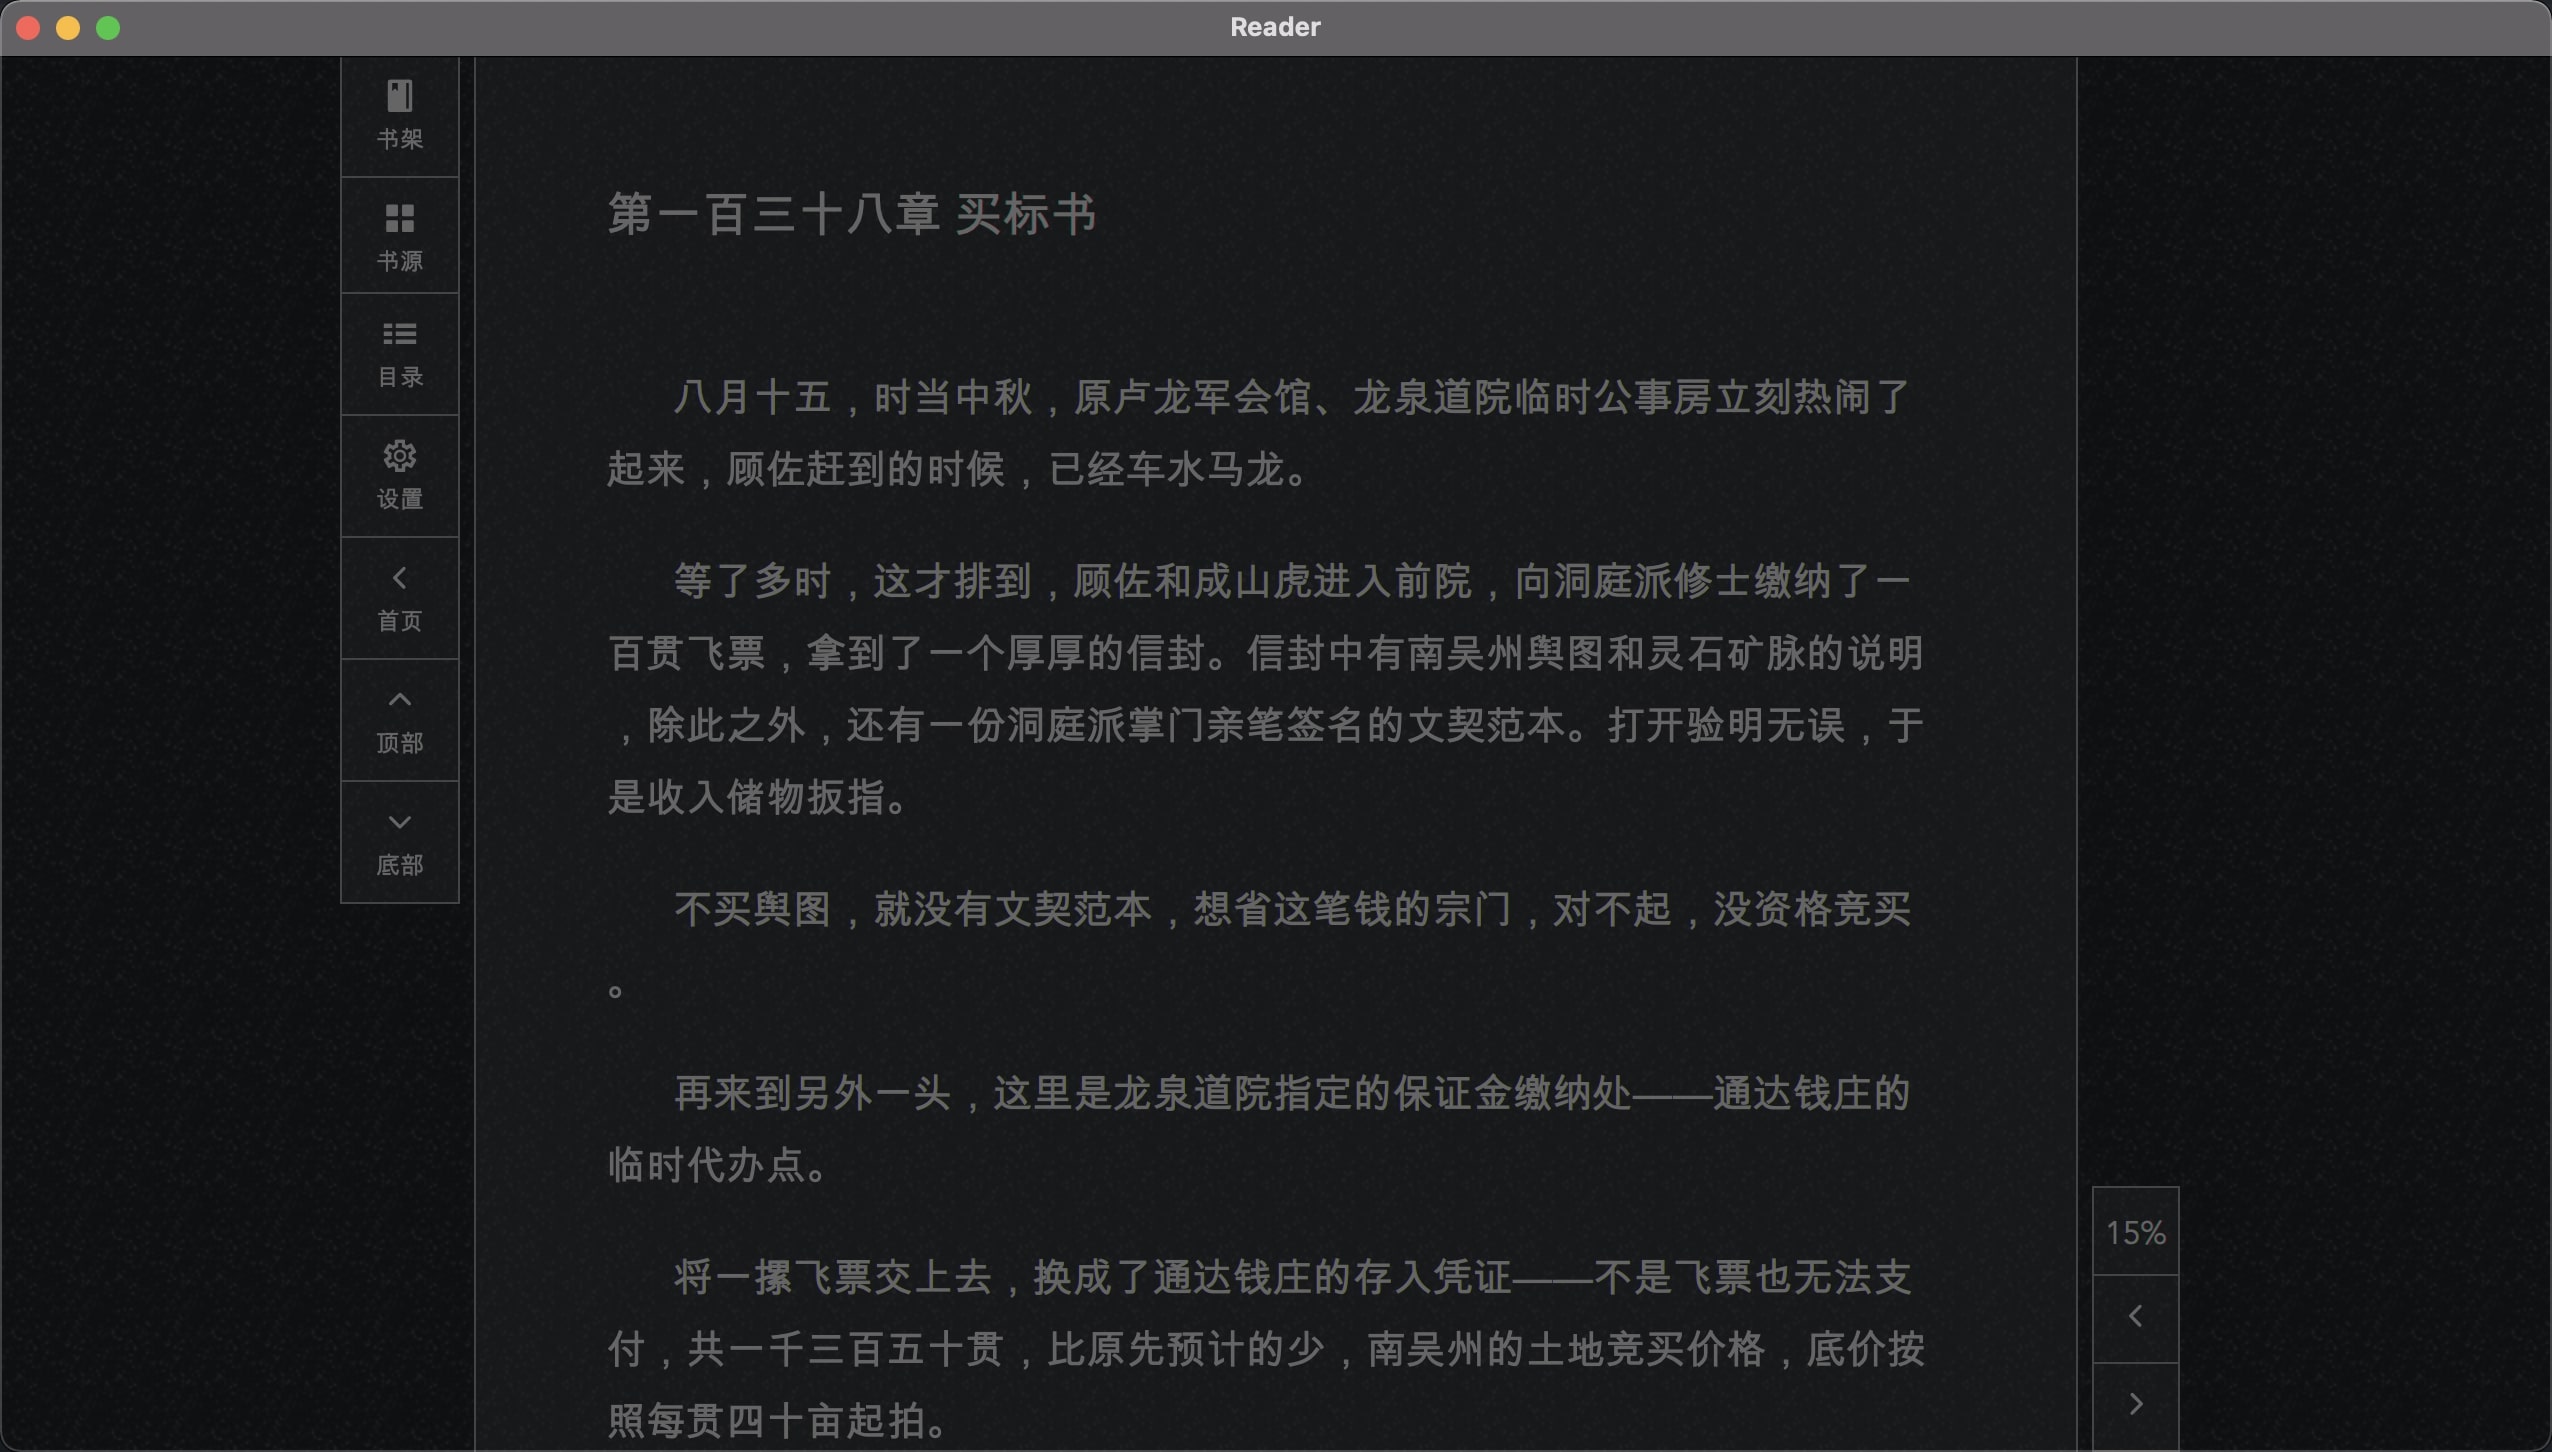 Reader
书架
书源
目录
设置
首页
顶部
底部
第一百三十八章 买标书
八月十五，时当中秋，原卢龙军会馆、龙泉道院临时公事房立刻热闹了
起来，顾佐赶到的时候，已经车水马龙。
等了多时，这才排到，顾佐和成山虎进入前院，向洞庭派修士缴纳了一
百贯飞票，拿到了一个厚厚的信封。信封中有南吴州舆图和灵石矿脉的说明
，除此之外，还有一份洞庭派掌门亲笔签名的文契范本。打开验明无误，于
是收入储物扳指。
不买舆图，就没有文契范本，想省这笔钱的宗门，对不起，没资格竞买
。
再来到另外一头，这里是龙泉道院指定的保证金缴纳处——通达钱庄的
临时代办点。
将一摞飞票交上去，换成了通达钱庄的存入凭证——不是飞票也无法支
付，共一千三百五十贯，比原先预计的少，南吴州的土地竞买价格，底价按
照每贯四十亩起拍。
15%